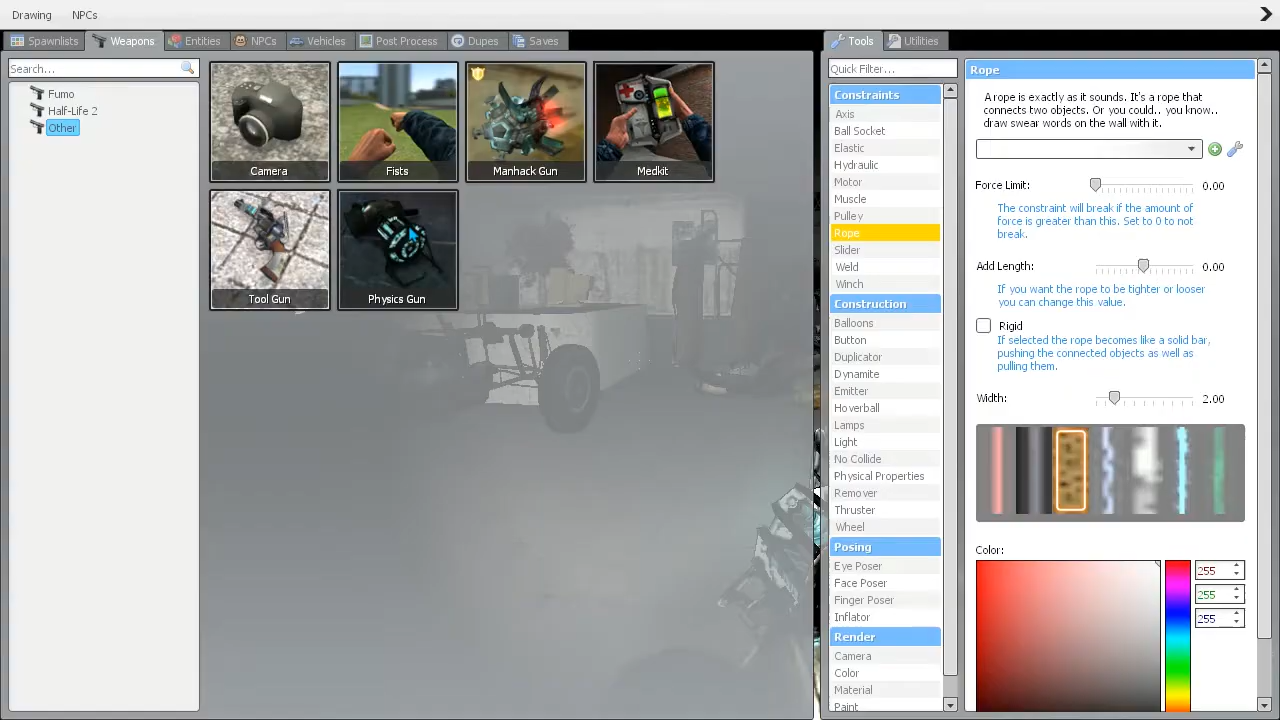 Drawing NPCs
Spawnlists Weapons Entities NPCs Vehicles Post Process Dupes Saves
Search...
Fumo
Half-Life 2
Other
Camera Fists Manhack Gun Medkit
Tool Gun Physics Gun
Tools Utilities
Quick Filter...
Constraints
Axis
Ball Socket
Elastic
Hydraulic
Motor
Muscle
Pulley
Rope
Slider
Weld
Winch
Construction
Balloons
Button
Duplicator
Dynamite
Emitter
Hoverball
Lamps
Light
No Collide
Physical Properties
Remover
Thruster
Wheel
Posing
Eye Poser
Face Poser
Finger Poser
Inflator
Render
Camera
Color
Material
Paint
Rope
A rope is exactly as it sounds. It's a rope that
connects two objects. Or you could.. you know..
draw swear words on the wall with it.
Force Limit: 0.00
The constraint will break if the amount of
force is greater than this. Set to 0 to not
break.
Add Length: 0.00
If you want the rope to be tighter or looser
you can change this value.
Rigid
If selected the rope becomes like a solid bar,
pushing the connected objects as well as
pulling them.
Width: 2.00
Color:
255
255
255